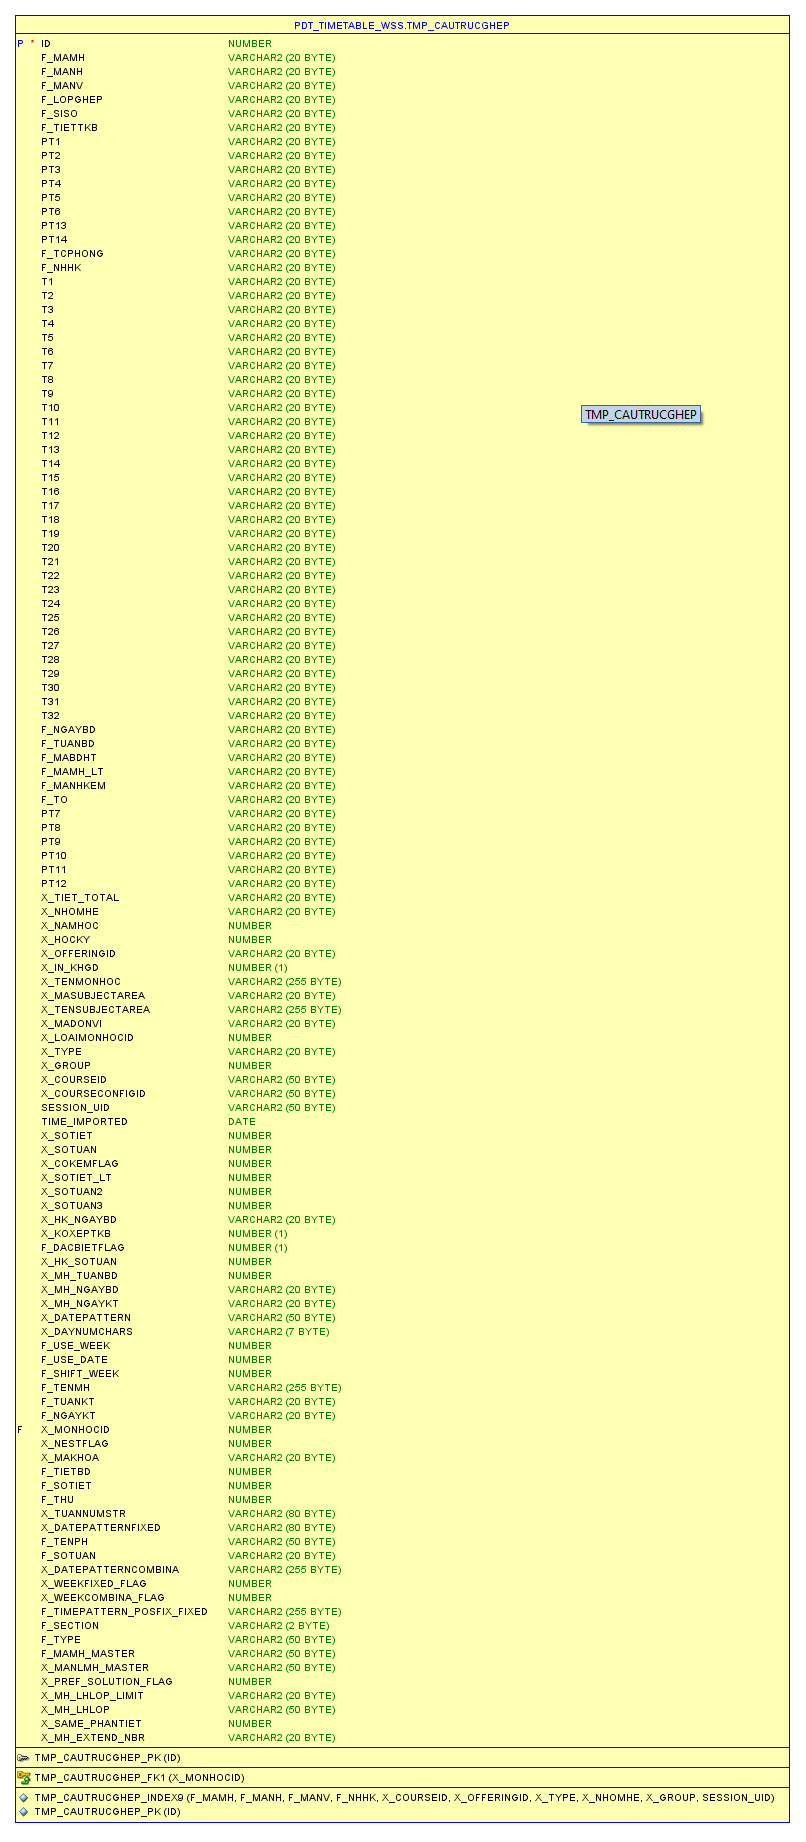 PDT_TIMETABLE_WSS.TMP_CAUTRUCGHEP
P * ID NUMBER
F_MAMH VARCHAR2 (20 BYTE)
F_MANH VARCHAR2 (20 BYTE)
F_MANV VARCHAR2 (20 BYTE)
F_LOPGHEP VARCHAR2 (20 BYTE)
F_SISO VARCHAR2 (20 BYTE)
F_TIETTKB VARCHAR2 (20 BYTE)
PT1 VARCHAR2 (20 BYTE)
PT2 VARCHAR2 (20 BYTE)
PT3 VARCHAR2 (20 BYTE)
PT4 VARCHAR2 (20 BYTE)
PT5 VARCHAR2 (20 BYTE)
PT6 VARCHAR2 (20 BYTE)
PT13 VARCHAR2 (20 BYTE)
PT14 VARCHAR2 (20 BYTE)
F_TCPHONG VARCHAR2 (20 BYTE)
F_NHHK VARCHAR2 (20 BYTE)
T1 VARCHAR2 (20 BYTE)
T2 VARCHAR2 (20 BYTE)
T3 VARCHAR2 (20 BYTE)
T4 VARCHAR2 (20 BYTE)
T5 VARCHAR2 (20 BYTE)
T6 VARCHAR2 (20 BYTE)
T7 VARCHAR2 (20 BYTE)
T8 VARCHAR2 (20 BYTE)
T9 VARCHAR2 (20 BYTE)
T10 VARCHAR2 (20 BYTE)
TMP_CAUTRUCGHEP
T11 VARCHAR2 (20 BYTE)
T12 VARCHAR2 (20 BYTE)
T13 VARCHAR2 (20 BYTE)
T14 VARCHAR2 (20 BYTE)
T15 VARCHAR2 (20 BYTE)
T16 VARCHAR2 (20 BYTE)
T17 VARCHAR2 (20 BYTE)
T18 VARCHAR2 (20 BYTE)
T19 VARCHAR2 (20 BYTE)
T20 VARCHAR2 (20 BYTE)
T21 VARCHAR2 (20 BYTE)
T22 VARCHAR2 (20 BYTE)
T23 VARCHAR2 (20 BYTE)
T24 VARCHAR2 (20 BYTE)
T25 VARCHAR2 (20 BYTE)
T26 VARCHAR2 (20 BYTE)
T27 VARCHAR2 (20 BYTE)
T28 VARCHAR2 (20 BYTE)
T29 VARCHAR2 (20 BYTE)
T30 VARCHAR2 (20 BYTE)
T31 VARCHAR2 (20 BYTE)
T32 VARCHAR2 (20 BYTE)
F_NGAYBD VARCHAR2 (20 BYTE)
F_TUANBD VARCHAR2 (20 BYTE)
F_MABDHT VARCHAR2 (20 BYTE)
F_MAMH_LT VARCHAR2 (20 BYTE)
F_MANHKEM VARCHAR2 (20 BYTE)
F_TO VARCHAR2 (20 BYTE)
PT7 VARCHAR2 (20 BYTE)
PT8 VARCHAR2 (20 BYTE)
PT9 VARCHAR2 (20 BYTE)
PT10 VARCHAR2 (20 BYTE)
PT11 VARCHAR2 (20 BYTE)
PT12 VARCHAR2 (20 BYTE)
X_TIET_TOTAL VARCHAR2 (20 BYTE)
X_NHOMHE VARCHAR2 (20 BYTE)
X_NAMHOC NUMBER
X_HOCKY NUMBER
X_OFFERINGID VARCHAR2 (20 BYTE)
X_IN_KHGD NUMBER (1)
X_TENMONHOC VARCHAR2 (255 BYTE)
X_MASUBJECTAREA VARCHAR2 (20 BYTE)
X_TENSUBJECTAREA VARCHAR2 (255 BYTE)
X_MADONVI VARCHAR2 (20 BYTE)
X_LOAIMONHOCID NUMBER
X_TYPE VARCHAR2 (20 BYTE)
X_GROUP NUMBER
X_COURSEID VARCHAR2 (50 BYTE)
X_COURSECONFIGID VARCHAR2 (50 BYTE)
SESSION_UID VARCHAR2 (50 BYTE)
TIME_IMPORTED DATE
X_SOTIET NUMBER
X_SOTUAN NUMBER
X_COKEMFLAG NUMBER
X_SOTIET_LT NUMBER
X_SOTUAN2 NUMBER
X_SOTUAN3 NUMBER
X_HK_NGAYBD VARCHAR2 (20 BYTE)
X_KOXEPTKB NUMBER (1)
F_DACBIETFLAG NUMBER (1)
X_HK_SOTUAN NUMBER
X_MH_TUANBD NUMBER
X_MH_NGAYBD VARCHAR2 (20 BYTE)
X_MH_NGAYKT VARCHAR2 (20 BYTE)
X_DATEPATTERN VARCHAR2 (50 BYTE)
X_DAYNUMCHARS VARCHAR2 (7 BYTE)
F_USE_WEEK NUMBER
F_USE_DATE NUMBER
F_SHIFT_WEEK NUMBER
F_TENMH VARCHAR2 (255 BYTE)
F_TUANKT VARCHAR2 (20 BYTE)
F_NGAYKT VARCHAR2 (20 BYTE)
F X_MONHOCID NUMBER
X_NESTFLAG NUMBER
X_MAKHOA VARCHAR2 (20 BYTE)
F_TIETBD NUMBER
F_SOTIET NUMBER
F_THU NUMBER
X_TUANNUMSTR VARCHAR2 (80 BYTE)
X_DATEPATTERNFIXED VARCHAR2 (80 BYTE)
F_TENPH VARCHAR2 (50 BYTE)
F_SOTUAN VARCHAR2 (20 BYTE)
X_DATEPATTERNCOMBINA VARCHAR2 (255 BYTE)
X_WEEKFIXED_FLAG NUMBER
X_WEEKCOMBINA_FLAG NUMBER
F_TIMEPATTERN_POSFIX_FIXED VARCHAR2 (255 BYTE)
F_SECTION VARCHAR2 (2 BYTE)
F_TYPE VARCHAR2 (50 BYTE)
F_MAMH_MASTER VARCHAR2 (50 BYTE)
X_MANLMH_MASTER VARCHAR2 (50 BYTE)
X_PREF_SOLUTION_FLAG NUMBER
X_MH_LHLOP_LIMIT VARCHAR2 (20 BYTE)
X_MH_LHLOP VARCHAR2 (50 BYTE)
X_SAME_PHANTIET NUMBER
X_MH_EXTEND_NBR VARCHAR2 (20 BYTE)
TMP_CAUTRUCGHEP_PK (ID)
TMP_CAUTRUCGHEP_FK1 (X_MONHOCID)
TMP_CAUTRUCGHEP_INDEX9 (F_MAMH, F_MANH, F_MANV, F_NHHK, X_COURSEID, X_OFFERINGID, X_TYPE, X_NHOMHE, X_GROUP, SESSION_UID)
TMP_CAUTRUCGHEP_PK (ID)